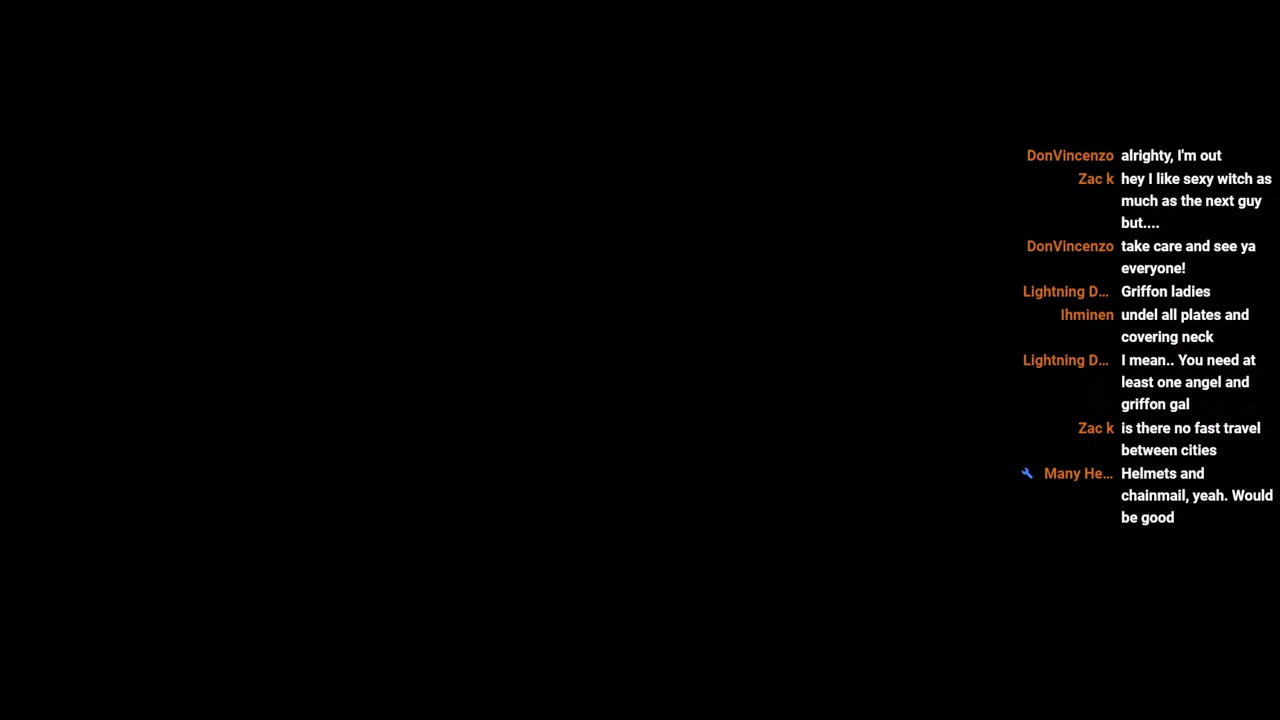 DonVincenzo alrighty, I'm out
Zac k hey I like sexy witch as
much as the next guy
but....
DonVincenzo take care and see ya
everyone!
Lightning D... Griffon ladies
Ihminen undel all plates and
covering neck
Lightning D... I mean.. You need at
least one angel and
griffon gal
Zac k is there no fast travel
between cities
Many He... Helmets and
chainmail, yeah. Would
be good